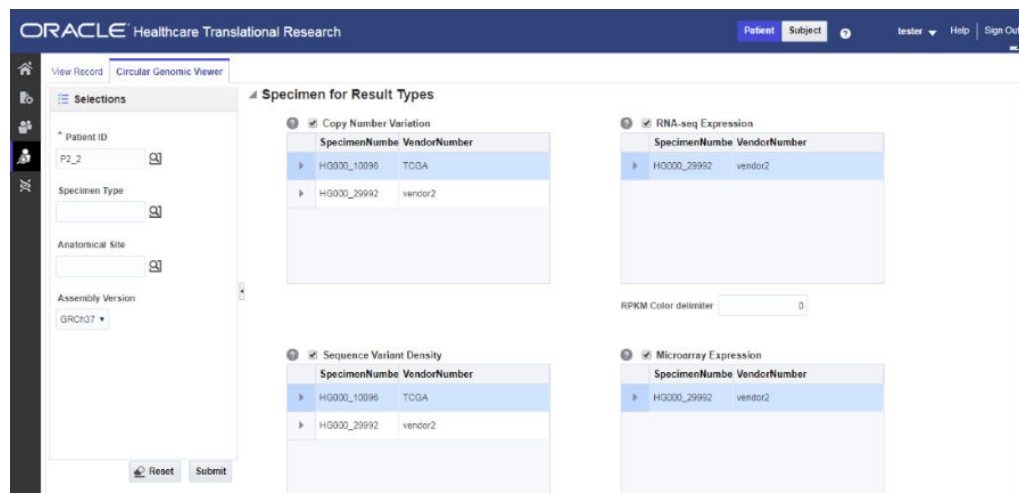 ORACLE Healthcare Translational Research
Patient Subject ? tester Help Sign Out
View Record Circular Genomic Viewer
Selections
* Patient ID
P2_2
Specimen Type
Anatomical Site
Assembly Version
GRCh37
Reset Submit
Specimen for Result Types
? Copy Number Variation
SpecimenNumbe VendorNumber
HG000_10096 TCGA
HG000_29992 vendor2
? RNA-seq Expression
SpecimenNumbe VendorNumber
HG000_29992 vendor2
RPKM Color delimiter 0
? Sequence Variant Density
SpecimenNumbe VendorNumber
HG000_10096 TCGA
HG000_29992 vendor2
? Microarray Expression
SpecimenNumbe VendorNumber
HG000_29992 vendor2